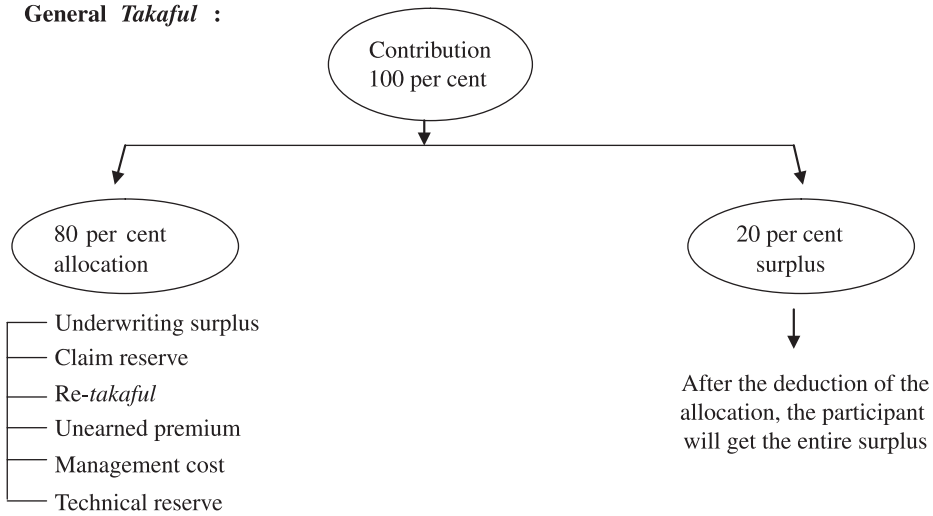 General Takaful :
Contribution
100 per cent
80 per cent
allocation
20 per cent
surplus
Underwriting surplus
Claim reserve
Re-takaful
Unearned premium
Management cost
Technical reserve
After the deduction of the
allocation, the participant
will get the entire surplus